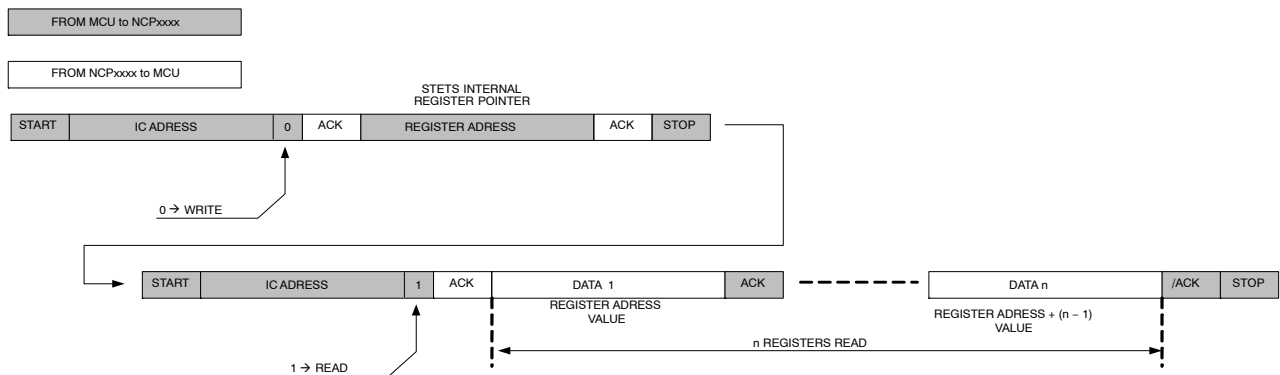 FROM MCU to NCPxxxx
FROM NCPxxxx to MCU
STETS INTERNAL
REGISTER POINTER
START IC ADRESS 0 ACK REGISTER ADRESS ACK STOP
0 → WRITE
START IC ADRESS 1 ACK DATA 1 ACK DATA n /ACK STOP
REGISTER ADRESS
VALUE
REGISTER ADRESS + (n − 1)
VALUE
n REGISTERS READ
1 → READ